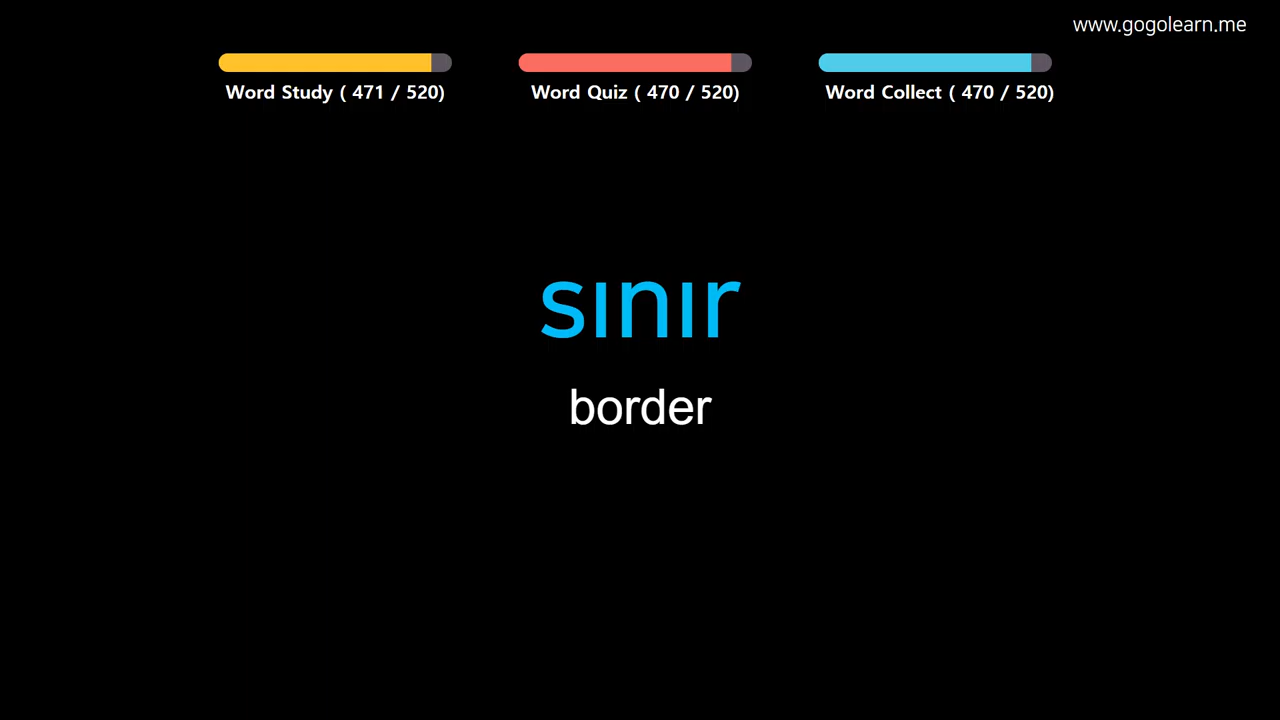 www.gogolearn.me
Word Study ( 471 / 520)
Word Quiz ( 470 / 520)
Word Collect ( 470 / 520)
sınır
border